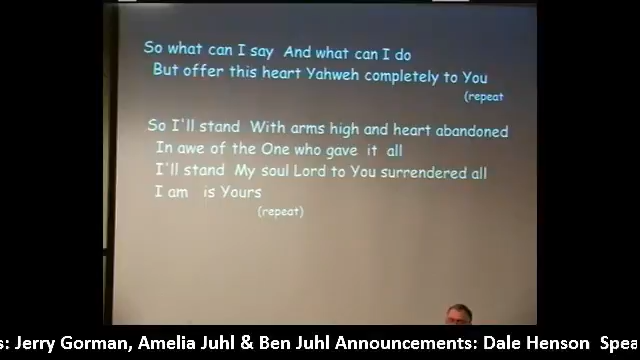 So what can I say And what can I do
But offer this heart Yahweh completely to You
(repeat
So I'll stand With arms high and heart abandoned
In awe of the One who gave it all
I'll stand My soul Lord to You surrendered all
I am is Yours
(repeat)
s: Jerry Gorman, Amelia Juhl & Ben Juhl Announcements: Dale Henson Spea